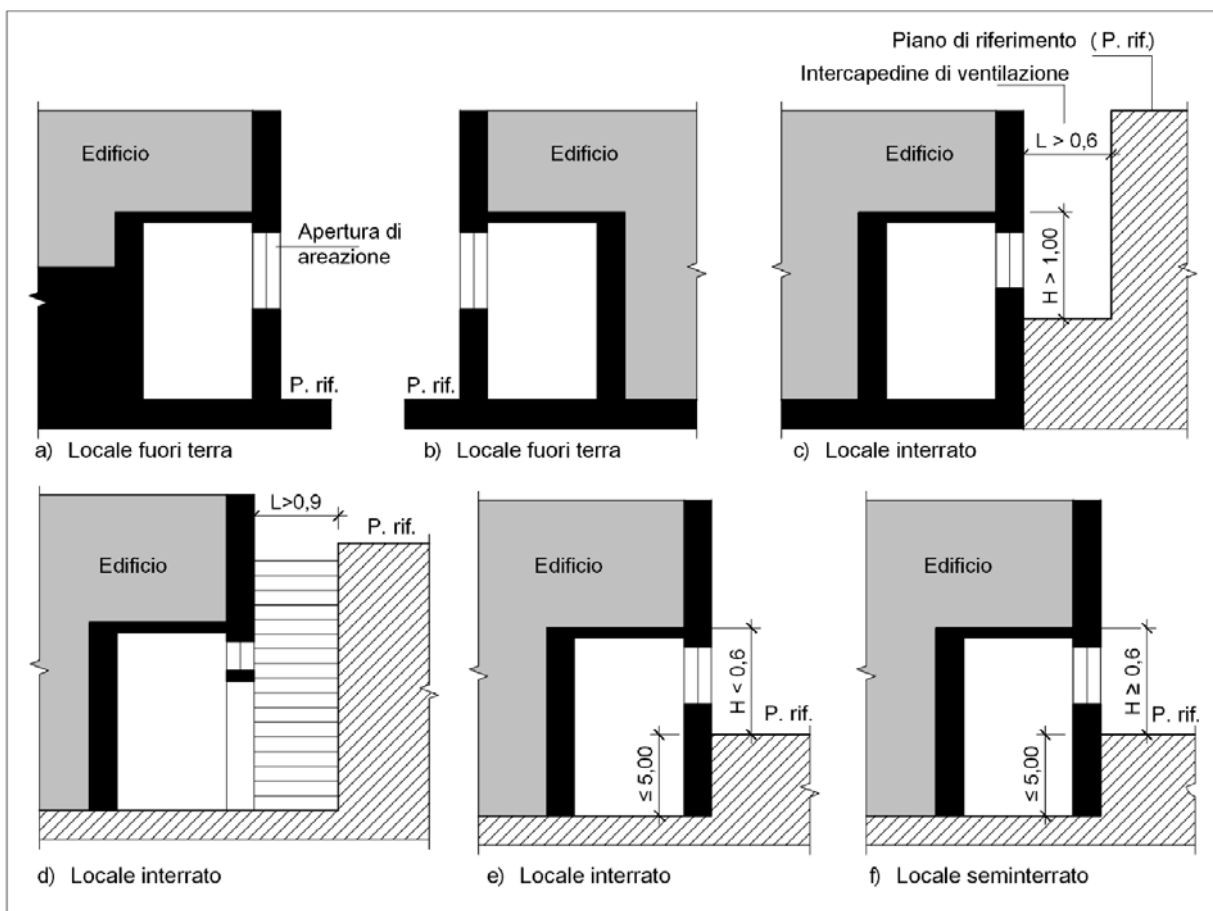 Piano di riferimento ( P. rif.)
Intercapedine di ventilazione
Edificio
Apertura di
areazione
P. rif.
a) Locale fuori terra
Edificio
P. rif.
b) Locale fuori terra
Edificio
L > 0,6
H > 1,00
c) Locale interrato
L>0,9
P. rif.
Edificio
d) Locale interrato
Edificio
H < 0,6
P. rif.
≤ 5,00
e) Locale interrato
Edificio
H ≥ 0,6
P. rif.
≤ 5,00
f) Locale seminterrato